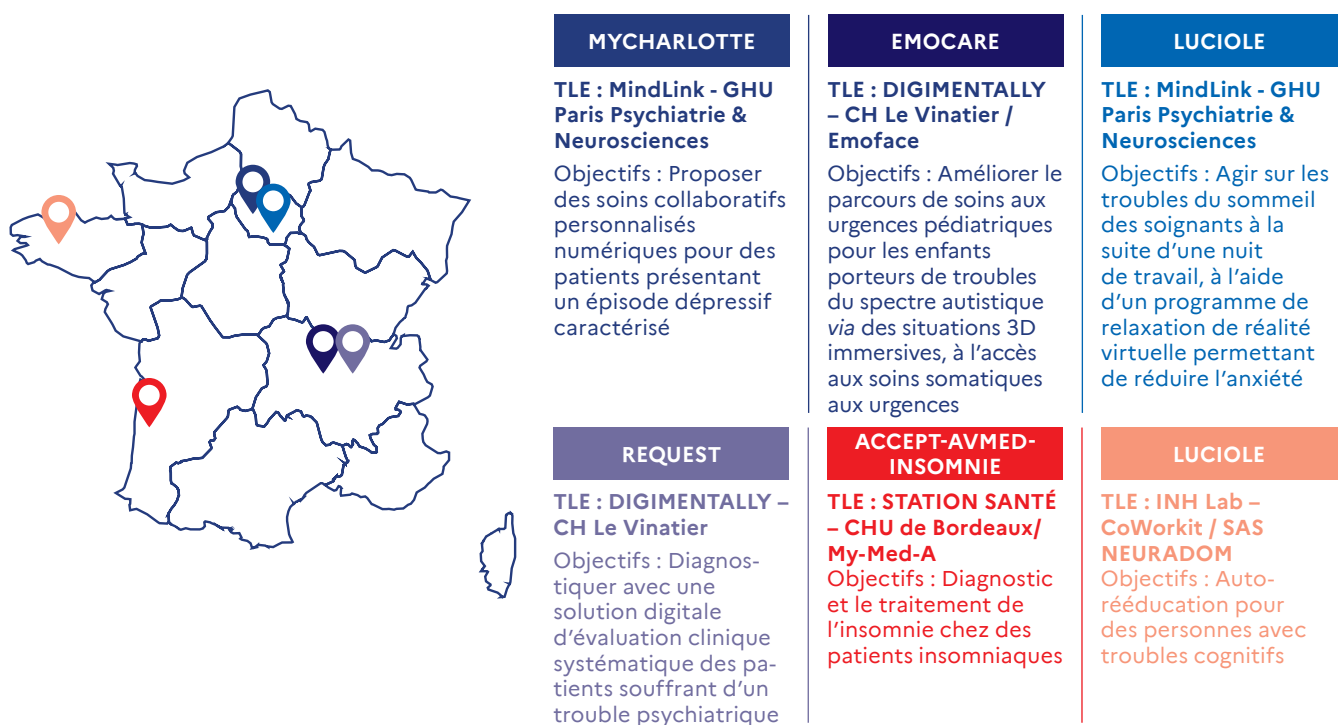 MYCHARLOTTE
TLE : MindLink - GHU
Paris Psychiatrie &
Neurosciences
Objectifs : Proposer
des soins collaboratifs
personnalisés
numériques pour des
patients présentant
un épisode dépressif
caractérisé
EMOCARE
TLE : DIGIMENTALLY
– CH Le Vinatier /
Emoface
Objectifs : Améliorer le
parcours de soins aux
urgences pédiatriques
pour les enfants
porteurs de troubles
du spectre autistique
via des situations 3D
immersives, à l’accès
aux soins somatiques
aux urgences
LUCIOLE
TLE : MindLink - GHU
Paris Psychiatrie &
Neurosciences
Objectifs : Agir sur les
troubles du sommeil
des soignants à la
suite d’une nuit
de travail, à l’aide
d’un programme de
relaxation de réalité
virtuelle permettant
de réduire l’anxiété
REQUEST
TLE : DIGIMENTALLY –
CH Le Vinatier
Objectifs : Diagnos-
tiquer avec une
solution digitale
d’évaluation clinique
systématique des pa-
tients souffrant d’un
trouble psychiatrique
ACCEPT-AVMED-
INSOMNIE
TLE : STATION SANTÉ
– CHU de Bordeaux/
My-Med-A
Objectifs : Diagnostic
et le traitement de
l’insomnie chez des
patients insomniaques
LUCIOLE
TLE : INH Lab –
CoWorkit / SAS
NEURADOM
Objectifs : Auto-
rééducation pour
des personnes avec
troubles cognitifs